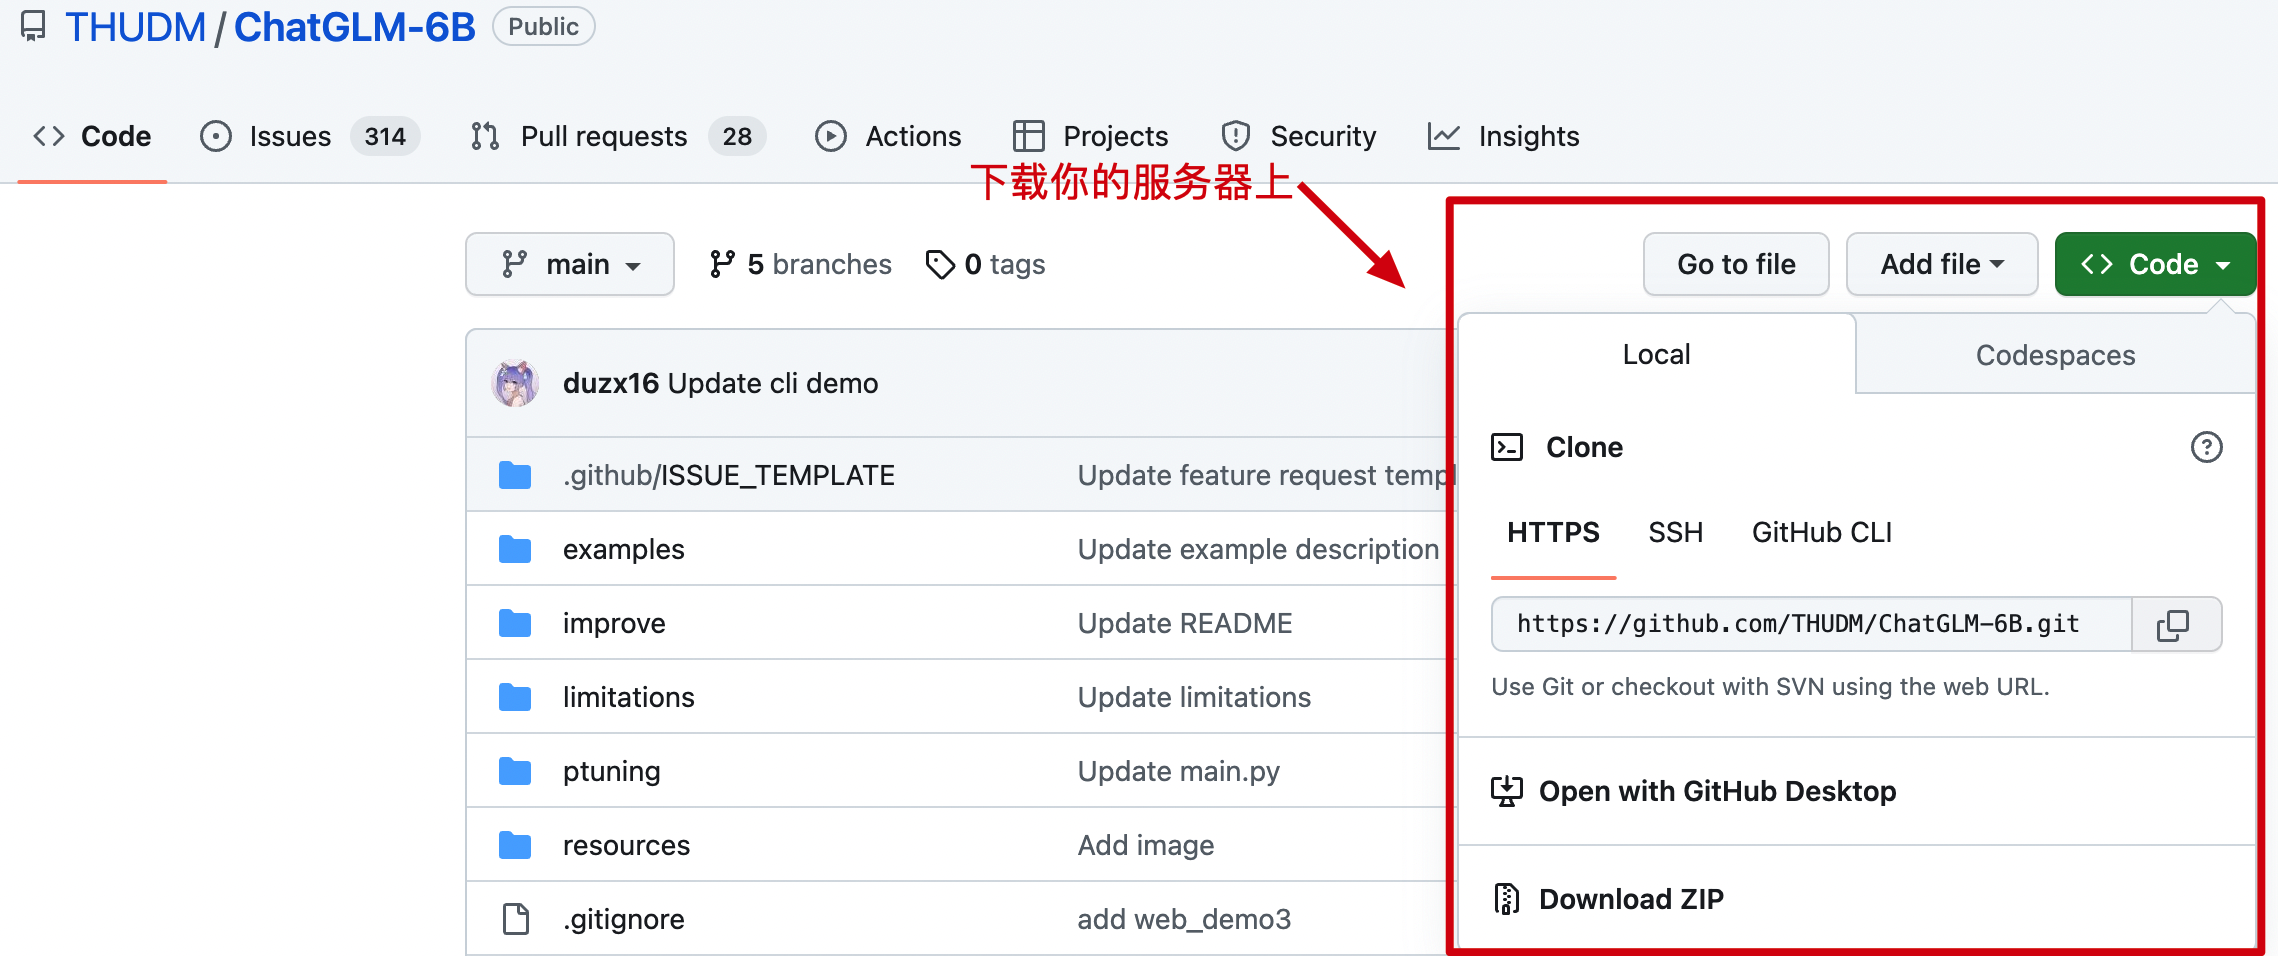 THUDM / ChatGLM-6B Public
Code Issues 314 Pull requests 28 Actions Projects Security Insights
下载你的服务器上
main 5 branches 0 tags Go to file Add file Code
Local Codespaces
duzx16 Update cli demo
Clone
.github/ISSUE_TEMPLATE Update feature request templ
HTTPS SSH GitHub CLI
examples Update example description
improve Update README
https://github.com/THUDM/ChatGLM-6B.git
limitations Update limitations
Use Git or checkout with SVN using the web URL.
ptuning Update main.py
Open with GitHub Desktop
resources Add image
Download ZIP
.gitignore add web_demo3